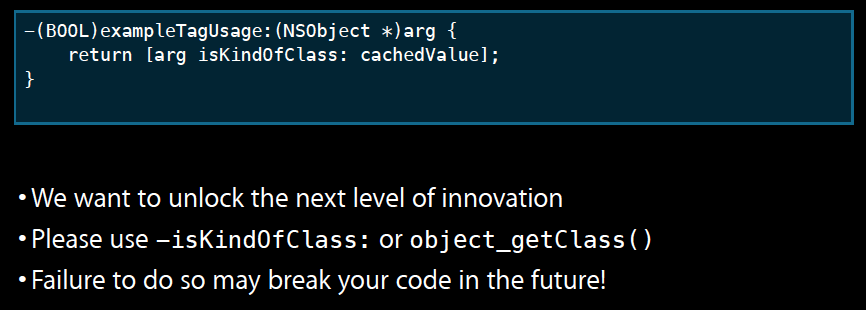 –(BOOL)exampleTagUsage:(NSObject *)arg {
    return [arg isKindOfClass: cachedValue];
}
• We want to unlock the next level of innovation
• Please use –isKindOfClass: or object_getClass()
• Failure to do so may break your code in the future!